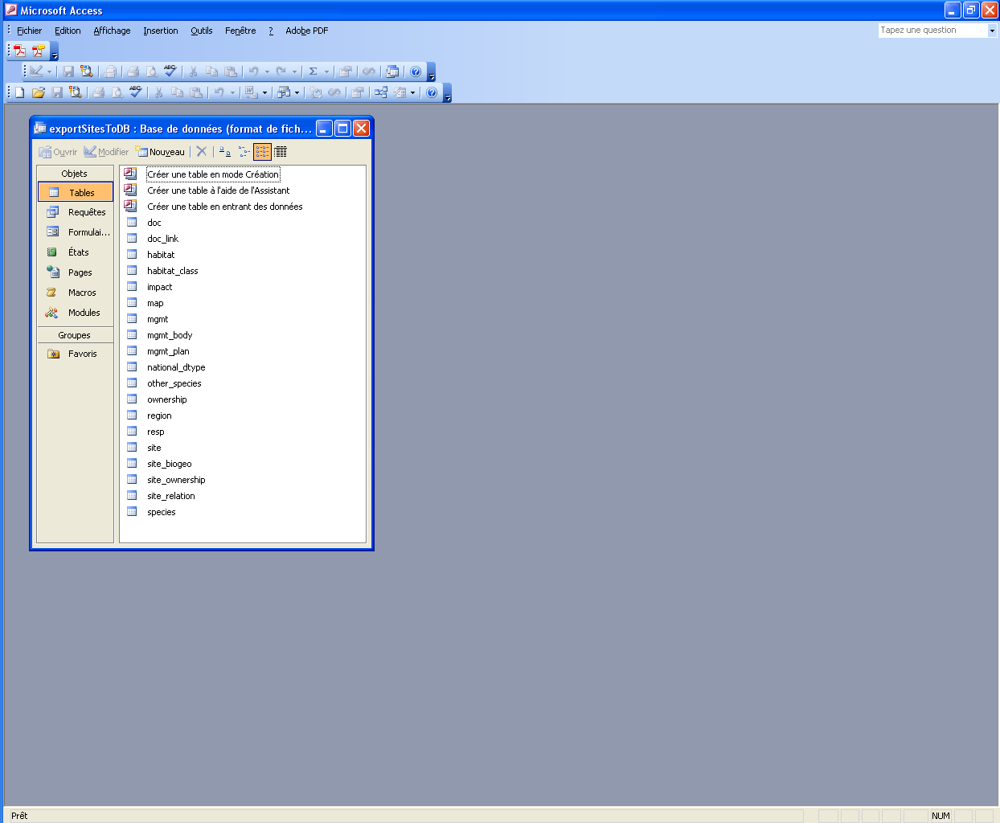 Microsoft Access
Fichier Edition Affichage Insertion Outils Fenêtre ? Adobe PDF
Tapez une question
exportSitesToDB : Base de données (format de fich...
Ouvrir Modifier Nouveau
Objets
Tables
Requêtes
Formulai...
États
Pages
Macros
Modules
Groupes
Favoris
Créer une table en mode Création
Créer une table à l'aide de l'Assistant
Créer une table en entrant des données
doc
doc_link
habitat
habitat_class
impact
map
mgmt
mgmt_body
mgmt_plan
national_dtype
other_species
ownership
region
resp
site
site_biogeo
site_ownership
site_relation
species
Prêt
NUM